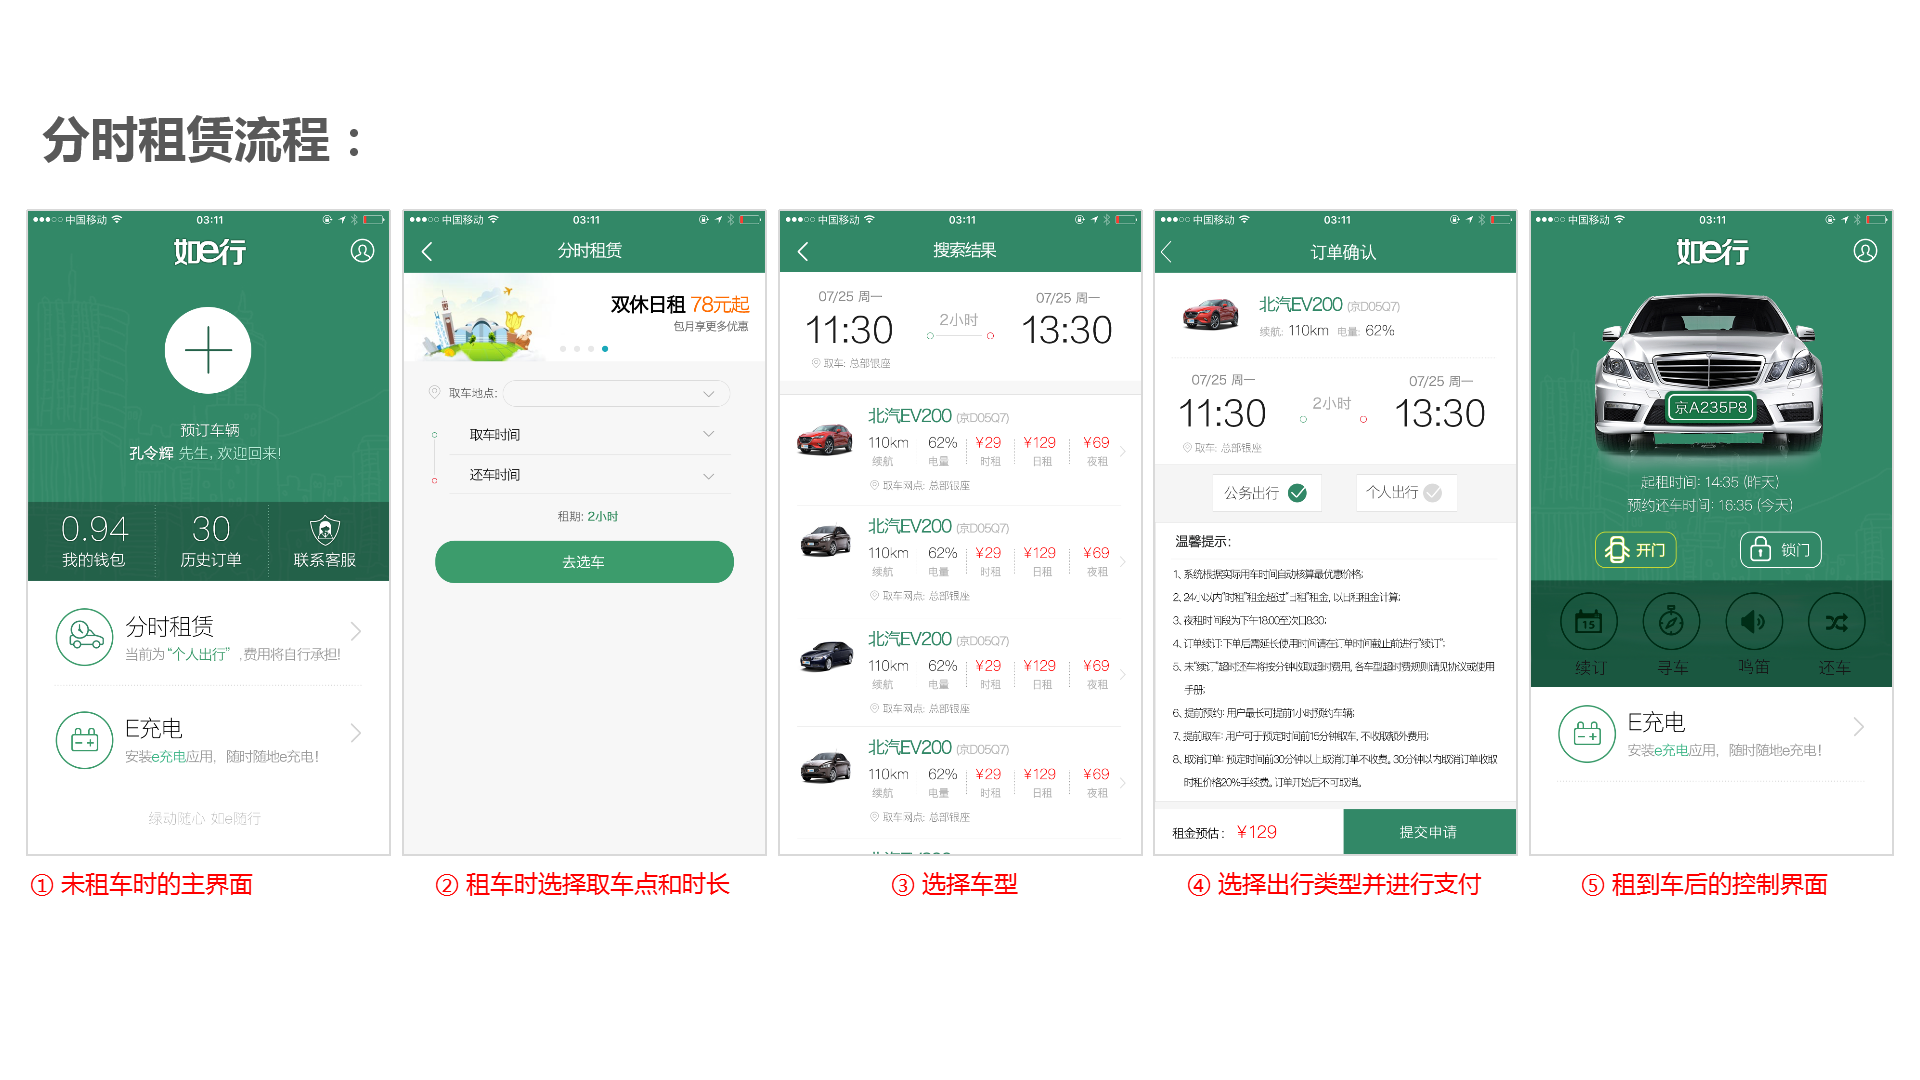 分时租赁流程：
中国移动
03:11
如e行
预订车辆
孔令辉 先生, 欢迎回来!
0.94
我的钱包
30
历史订单
联系客服
分时租赁
当前为“个人出行”,费用将自行承担!
E充电
安装e充电应用，随时随地e充电！
绿动随心 如e随行
① 未租车时的主界面
中国移动
03:11
分时租赁
双休日租 78元起
包月享更多优惠
取车地点:
取车时间
还车时间
租期: 2小时
去选车
② 租车时选择取车点和时长
中国移动
03:11
搜索结果
07/25 周一
11:30
2小时
07/25 周一
13:30
取车: 总部银座
北汽EV200 (京D05Q7)
110km 62% ¥29 ¥129 ¥69
续航 电量 时租 日租 夜租
取车网点: 总部银座
北汽EV200 (京D05Q7)
110km 62% ¥29 ¥129 ¥69
续航 电量 时租 日租 夜租
取车网点: 总部银座
北汽EV200 (京D05Q7)
110km 62% ¥29 ¥129 ¥69
续航 电量 时租 日租 夜租
取车网点: 总部银座
北汽EV200 (京D05Q7)
110km 62% ¥29 ¥129 ¥69
续航 电量 时租 日租 夜租
取车网点: 总部银座
③ 选择车型
中国移动
03:11
订单确认
北汽EV200 (京D05Q7)
续航: 110km 电量: 62%
07/25 周一
11:30
2小时
07/25 周一
13:30
取车: 总部银座
公务出行
个人出行
温馨提示:
1、系统根据实际用车时间自动核算最优惠价格;
2、24小以内“时租”租金超过“日租”租金, 以日租租金计算;
3、夜租时间段为下午18:00至次日8:30;
4、订单续订: 下单后需延长使用时间请在订单时间截止前进行“续订”;
5、未“续订”超时还车将按分钟收取超时费用, 各车型超时费规则请见协议或使用
手册;
6、提前预约: 用户最长可提前1小时预约车辆;
7、提前取车: 用户可于预定时间前15分钟取车, 不收取额外费用;
8、取消订单: 预定时间前30分钟以上取消订单不收费。30分钟以内取消订单收取
时租价格20%手续费。订单开始后不可取消。
租金预估： ¥129
提交申请
④ 选择出行类型并进行支付
中国移动
03:11
如e行
京A235P8
起租时间: 14:35 (昨天)
预约还车时间: 16:35 (今天)
开门
锁门
15
续订
寻车
鸣笛
还车
E充电
安装e充电应用，随时随地e充电！
⑤ 租到车后的控制界面